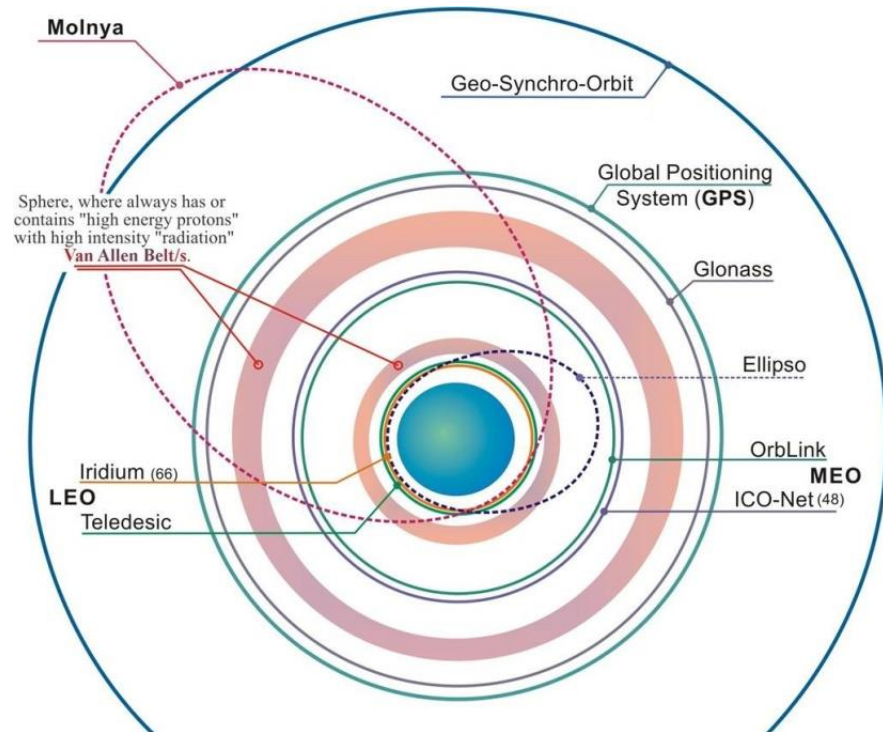 Molnya
Geo-Synchro-Orbit
Global Positioning
System (GPS)
Sphere, where always has or
contains "high energy protons"
with high intensity "radiation"
Van Allen Belt/s.
Glonass
Ellipso
OrbLink
MEO
ICO-Net (48)
Iridium (66)
LEO
Teledesic